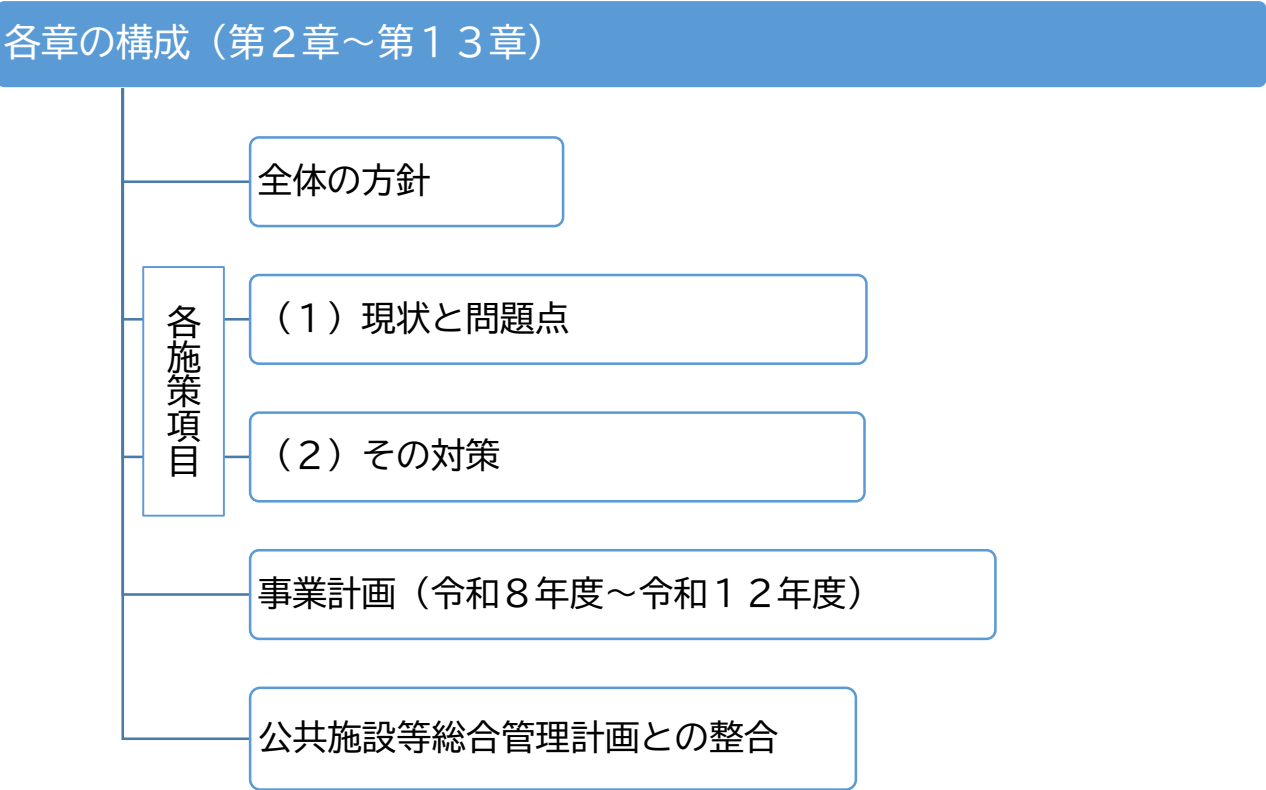 各章の構成（第２章～第１３章）
全体の方針
各施策項目
（１）現状と問題点
（２）その対策
事業計画（令和８年度～令和１２年度）
公共施設等総合管理計画との整合